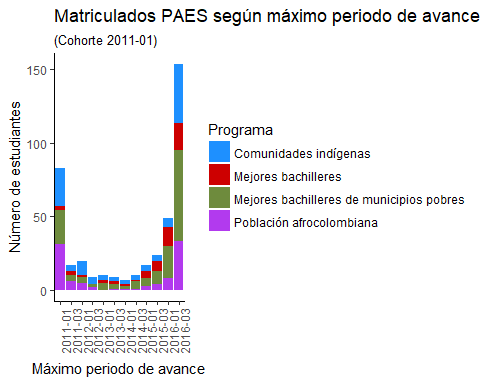 Matriculados PAES según máximo periodo de avance
(Cohorte 2011-01)
Número de estudiantes
150
100
50
0
2011-01
2011-03
2012-01
2012-03
2013-01
2013-03
2014-01
2014-03
2015-01
2015-03
2016-01
2016-03
Máximo periodo de avance
Programa
Comunidades indígenas
Mejores bachilleres
Mejores bachilleres de municipios pobres
Población afrocolombiana